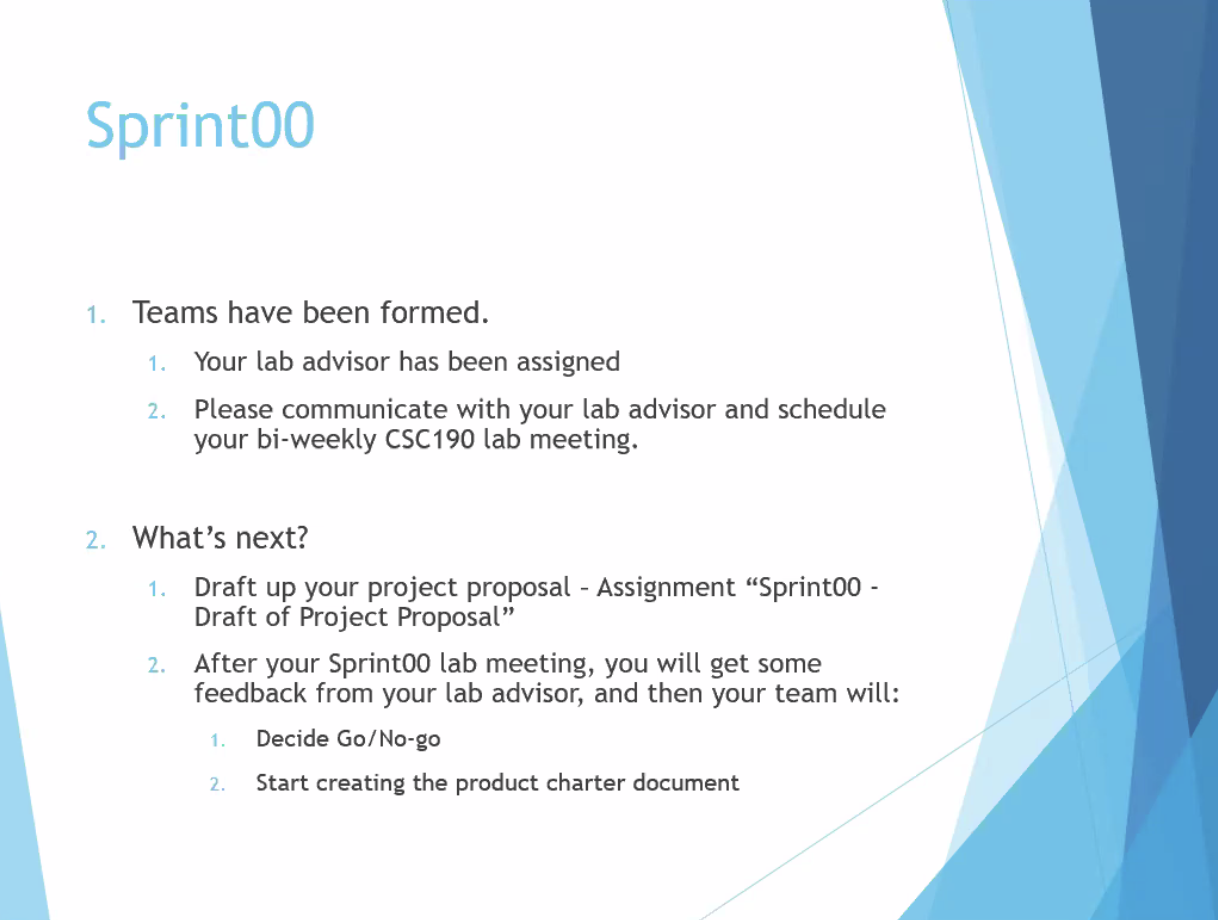 Sprint00
1. Teams have been formed.
1. Your lab advisor has been assigned
2. Please communicate with your lab advisor and schedule
your bi-weekly CSC190 lab meeting.
2. What’s next?
1. Draft up your project proposal – Assignment “Sprint00 -
Draft of Project Proposal”
2. After your Sprint00 lab meeting, you will get some
feedback from your lab advisor, and then your team will:
1. Decide Go/No-go
2. Start creating the product charter document